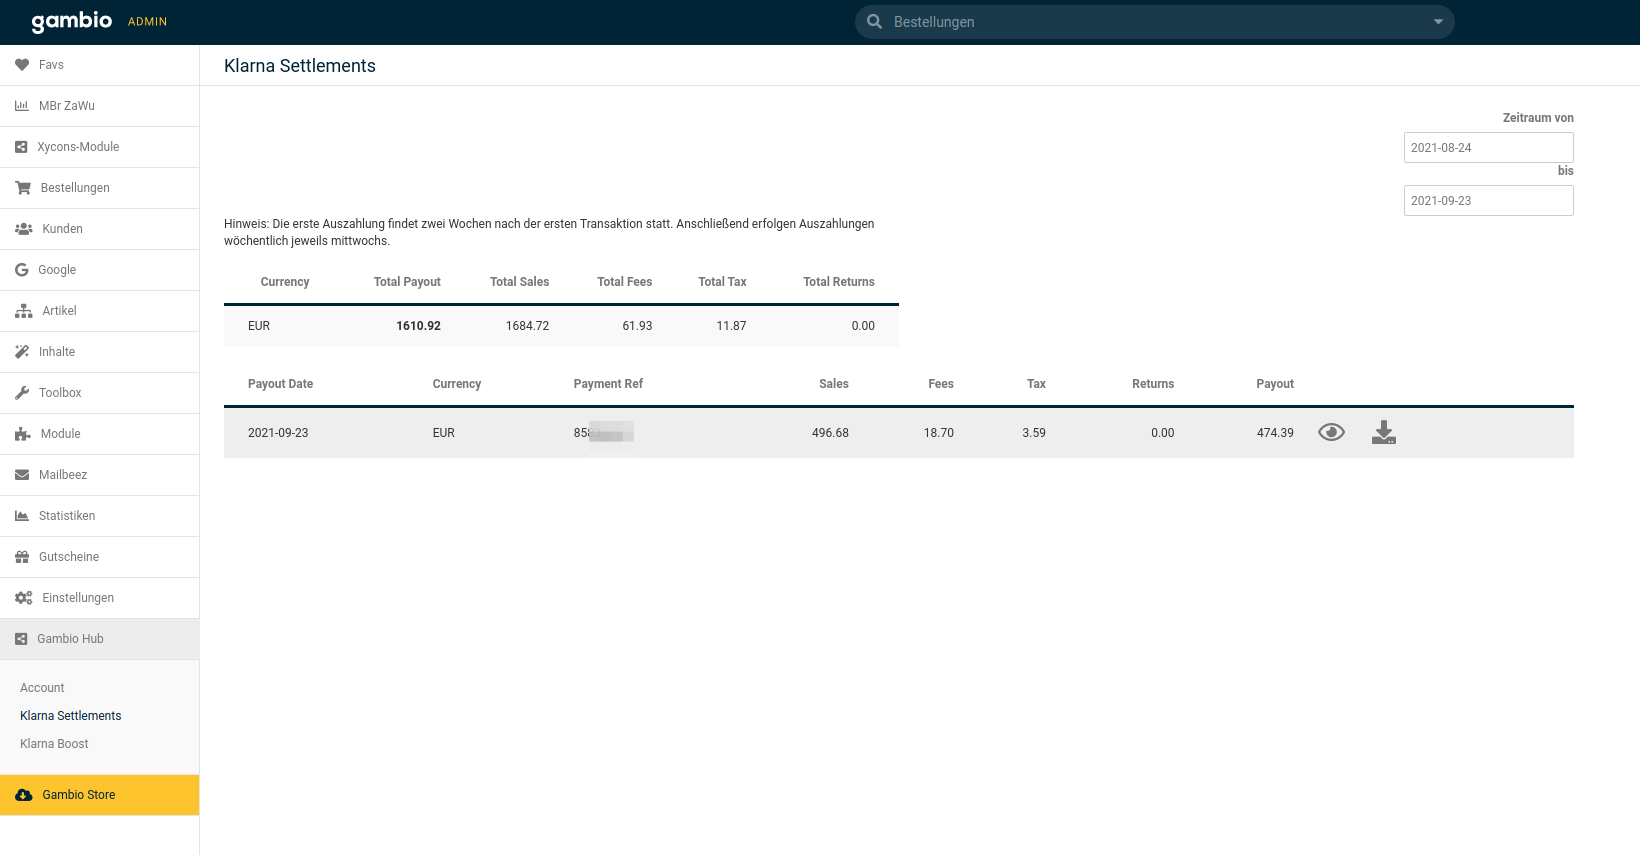 gambio ADMIN
Bestellungen
Favs
MBr ZaWu
Xycons-Module
Bestellungen
Kunden
Google
Artikel
Inhalte
Toolbox
Module
Mailbeez
Statistiken
Gutscheine
Einstellungen
Gambio Hub
Account
Klarna Settlements
Klarna Boost
Gambio Store
Klarna Settlements
Zeitraum von
2021-08-24
bis
2021-09-23
Hinweis: Die erste Auszahlung findet zwei Wochen nach der ersten Transaktion statt. Anschließend erfolgen Auszahlungen
wöchentlich jeweils mittwochs.
Currency Total Payout Total Sales Total Fees Total Tax Total Returns
EUR 1610.92 1684.72 61.93 11.87 0.00
Payout Date Currency Payment Ref Sales Fees Tax Returns Payout
2021-09-23 EUR 496.68 18.70 3.59 0.00 474.39